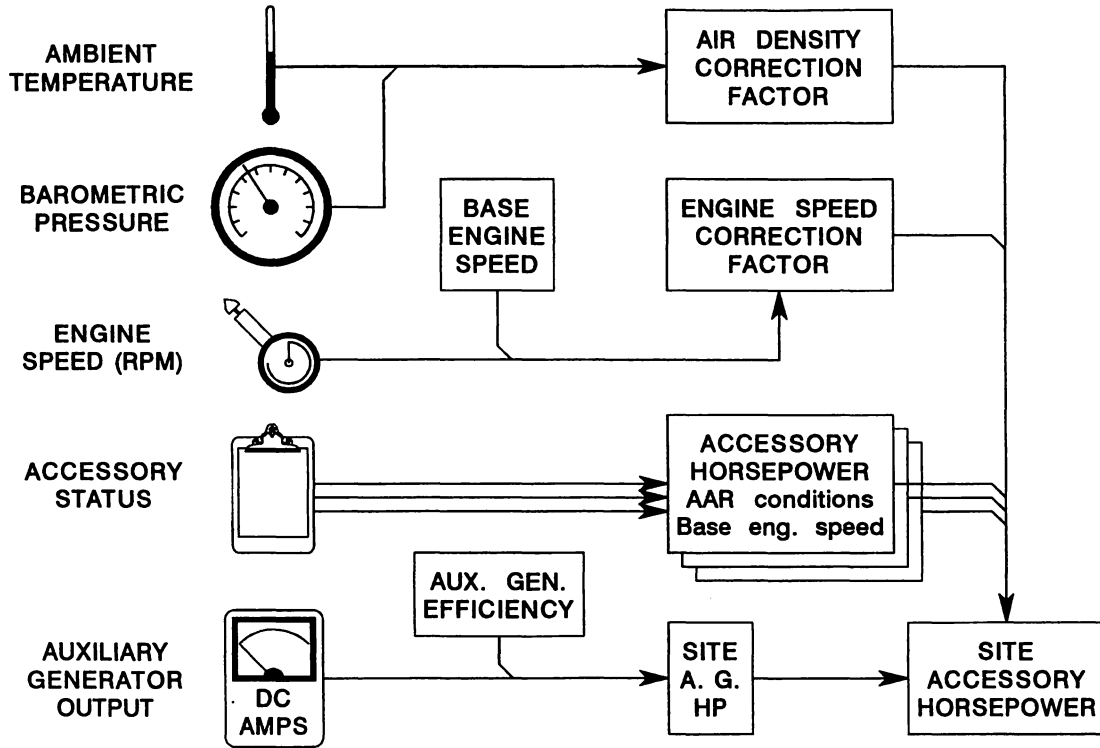 AMBIENT
TEMPERATURE
AIR DENSITY
CORRECTION
FACTOR
BAROMETRIC
PRESSURE
BASE
ENGINE
SPEED
ENGINE SPEED
CORRECTION
FACTOR
ENGINE
SPEED (RPM)
ACCESSORY
STATUS
ACCESSORY
HORSEPOWER
AAR conditions
Base eng. speed
AUX. GEN.
EFFICIENCY
AUXILIARY
GENERATOR
OUTPUT
DC
AMPS
SITE
A. G.
HP
SITE
ACCESSORY
HORSEPOWER